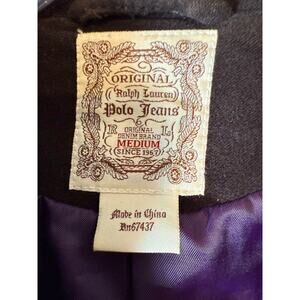 ORIGINAL
Ralph Lauren
Polo Jeans
R L
ORIGINAL
DENIM BRAND
MEDIUM
SINCE 1967
Made in China
Rn67437